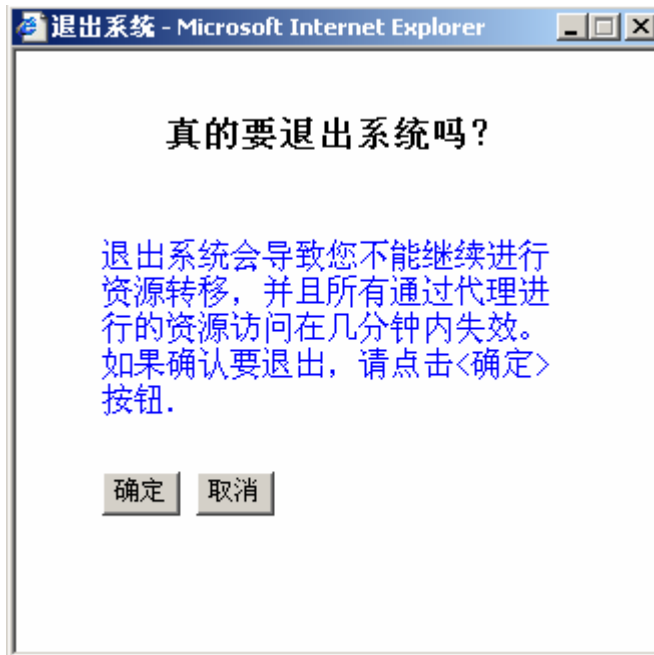 退出系统 - Microsoft Internet Explorer
真的要退出系统吗？
退出系统会导致您不能继续进行
资源转移，并且所有通过代理进
行的资源访问在几分钟内失效。
如果确认要退出，请点击<确定>
按钮.
确定 取消